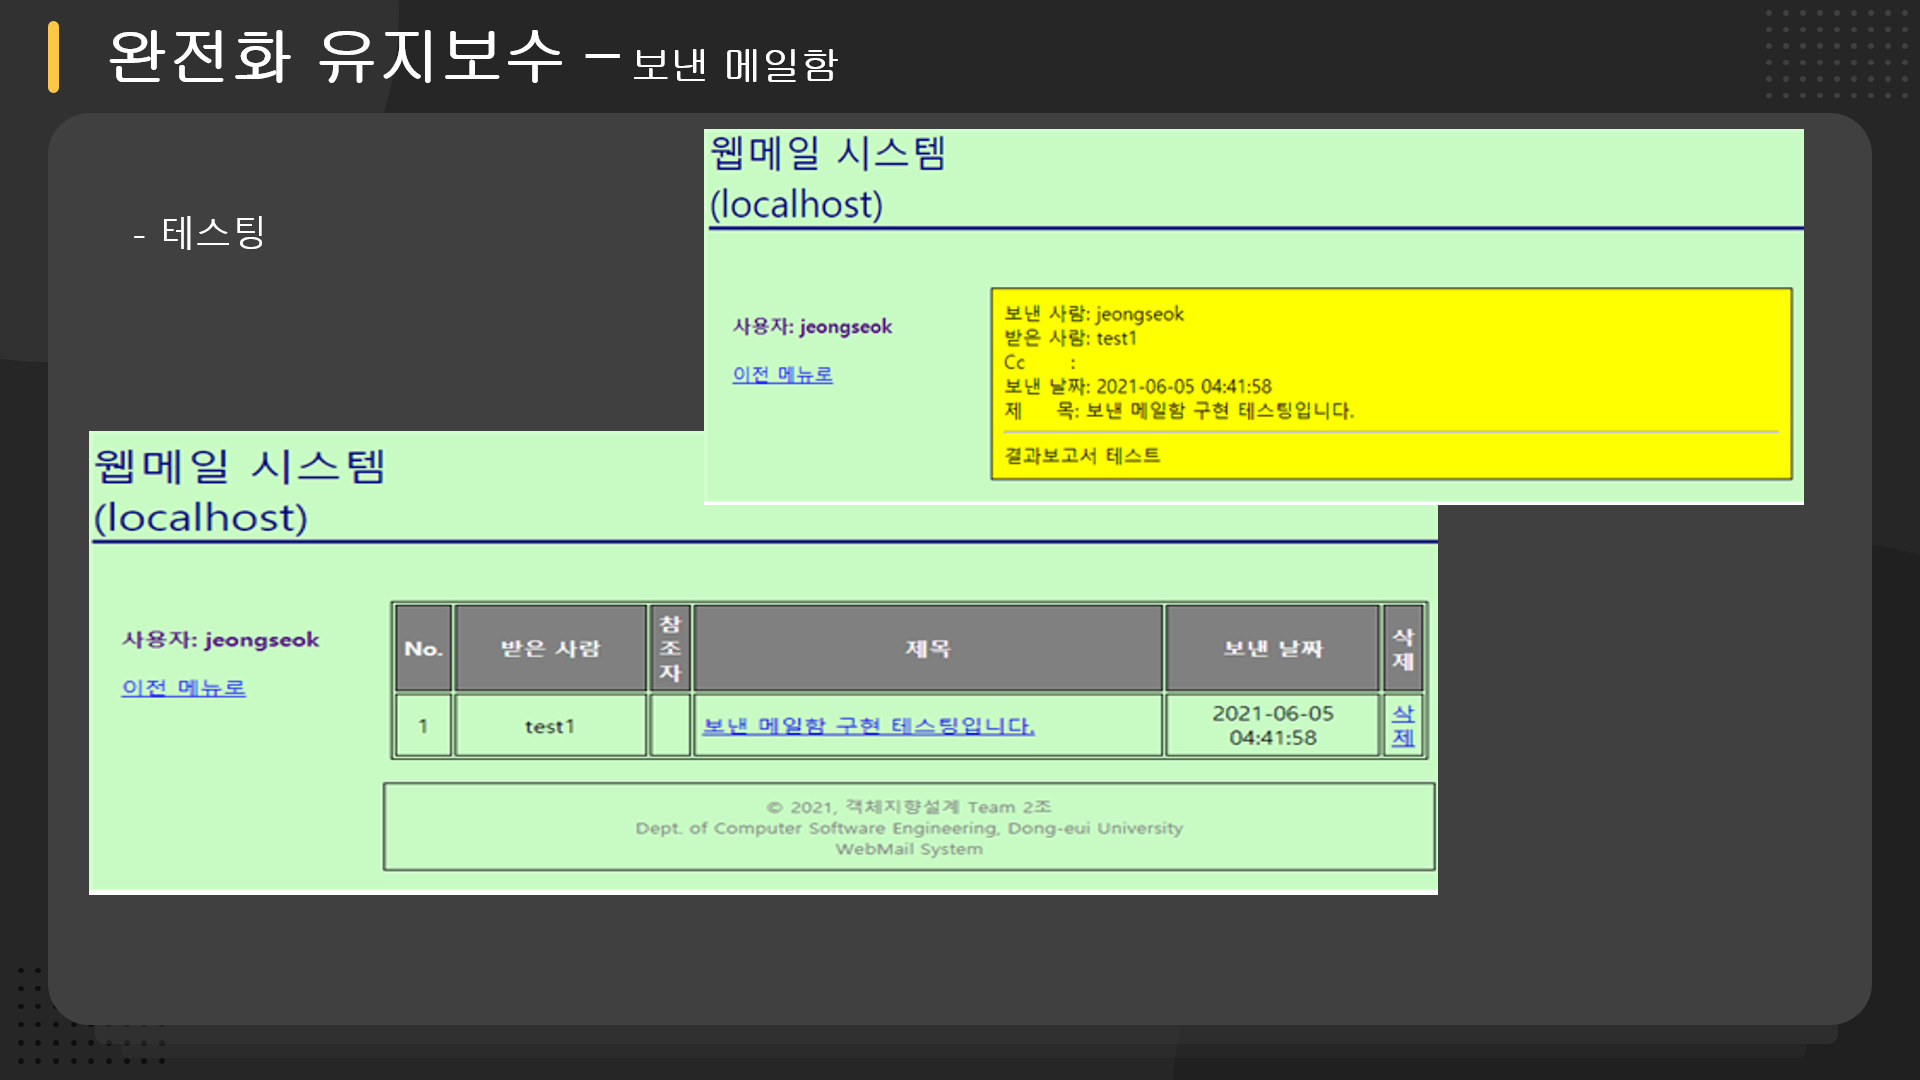 완전화 유지보수 – 보낸 메일함
- 테스팅
웹메일 시스템
(localhost)
사용자: jeongseok
이전 메뉴로
보낸 사람: jeongseok
받은 사람: test1
Cc :
보낸 날짜: 2021-06-05 04:41:58
제 목: 보낸 메일함 구현 테스팅입니다.
결과보고서 테스트
웹메일 시스템
(localhost)
사용자: jeongseok
이전 메뉴로
No. 받은 사람 참조자 제목 보낸 날짜 삭제
1 test1 보낸 메일함 구현 테스팅입니다. 2021-06-05 04:41:58 삭제
© 2021, 객체지향설계 Team 2조
Dept. of Computer Software Engineering, Dong-eui University
WebMail System